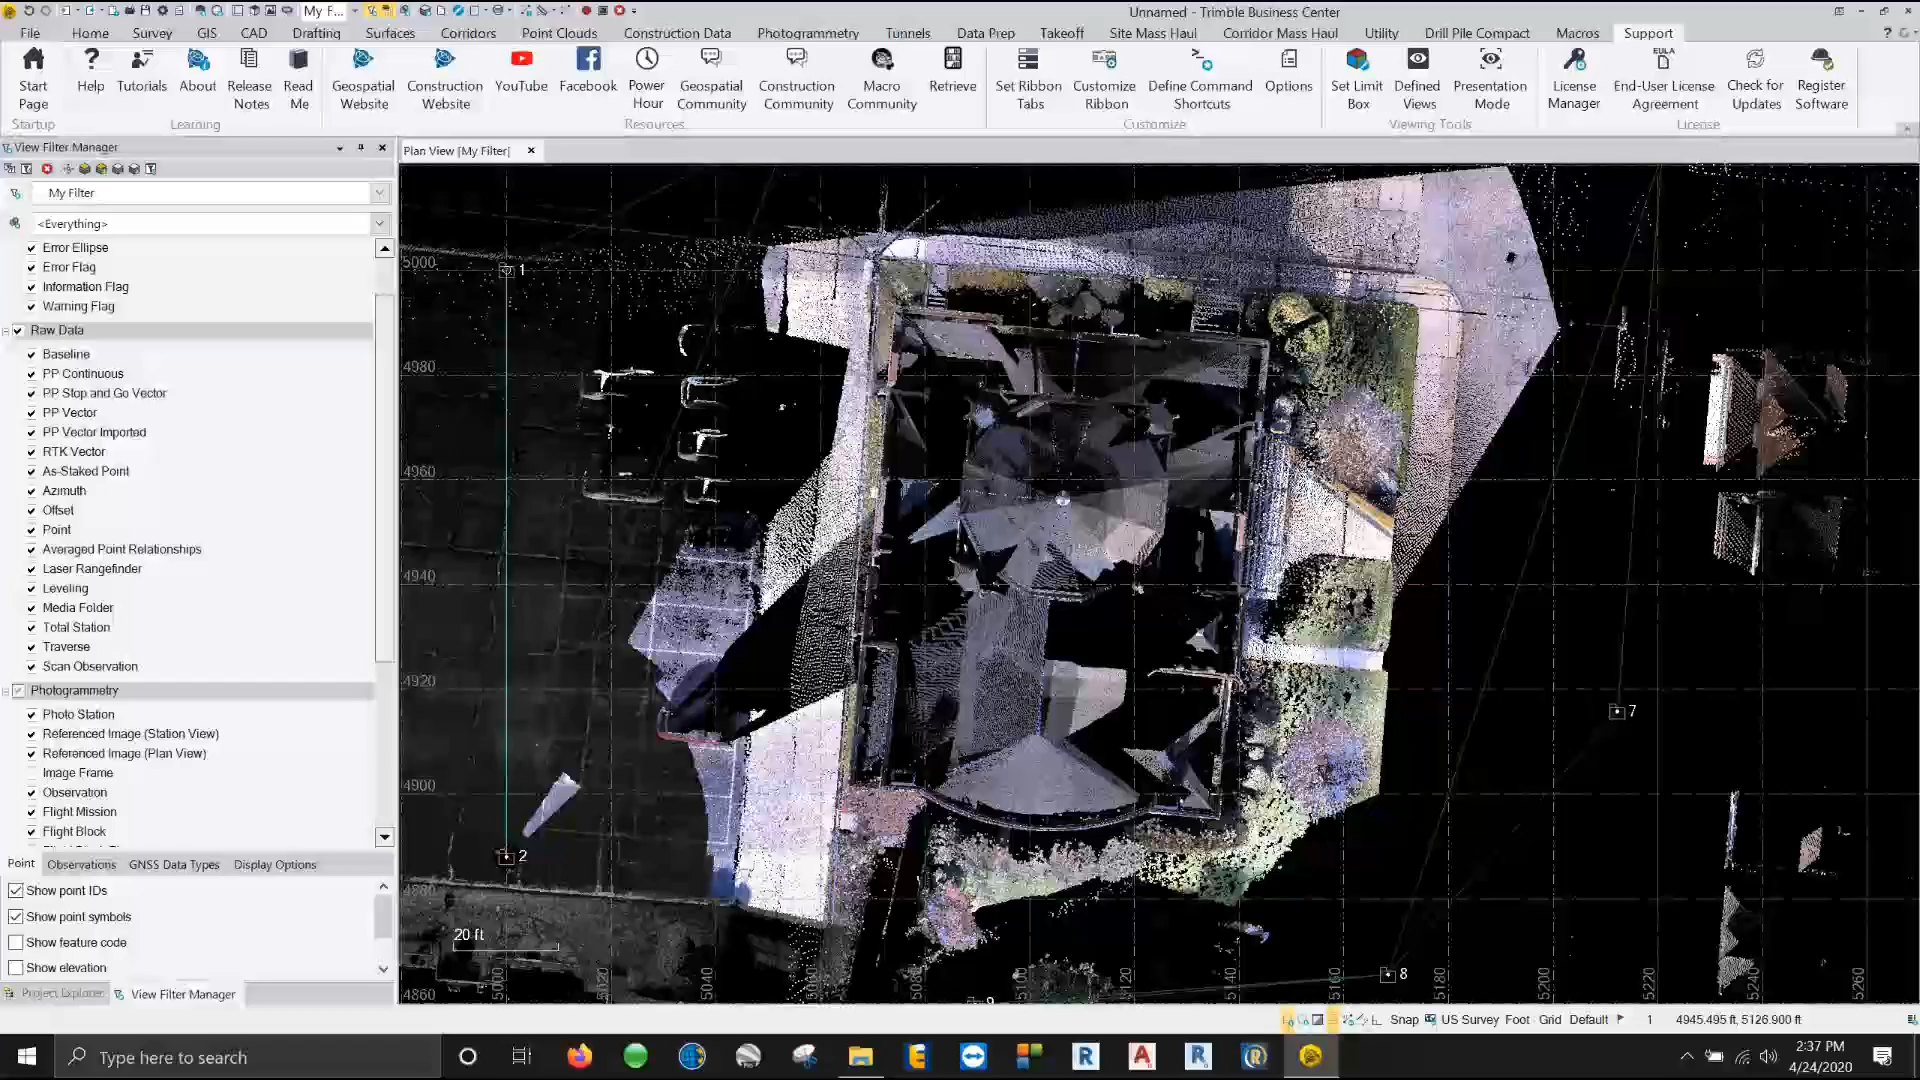 My F...
Unnamed - Trimble Business Center
File Home Survey GIS CAD Drafting Surfaces Corridors Point Clouds Construction Data Photogrammetry Tunnels Data Prep Takeoff Site Mass Haul Corridor Mass Haul Utility Drill Pile Compact Macros Support
Start Page
Help
Tutorials
About
Release Notes
Read Me
Geospatial Website
Construction Website
YouTube
Facebook
Power Hour
Geospatial Community
Construction Community
Macro Community
Retrieve
Set Ribbon Tabs
Customize Ribbon
Define Command Shortcuts
Options
Set Limit Box
Defined Views
Presentation Mode
License Manager
EULA
End-User License Agreement
Check for Updates
Register Software
Startup Learning Resources Customize Viewing Tools License
View Filter Manager
Plan View [My Filter]
My Filter
<Everything>
Error Ellipse
Error Flag
Information Flag
Warning Flag
Raw Data
Baseline
PP Continuous
PP Stop and Go Vector
PP Vector
PP Vector Imported
RTK Vector
As-Staked Point
Azimuth
Offset
Point
Averaged Point Relationships
Laser Rangefinder
Leveling
Media Folder
Total Station
Traverse
Scan Observation
Photogrammetry
Photo Station
Referenced Image (Station View)
Referenced Image (Plan View)
Image Frame
Observation
Flight Mission
Flight Block
Point Observations GNSS Data Types Display Options
Show point IDs
Show point symbols
Show feature code
Show elevation
Project Explorer View Filter Manager
5000
4980
4960
4940
4920
4900
4880
4860
1
2
7
8
9
20 ft
5000 5020 5040 5060 5080 5100 5120 5140 5160 5180 5200 5220 5240 5260
Snap US Survey Foot Grid Default 1 4945.495 ft, 5126.900 ft
Type here to search
2:37 PM
4/24/2020